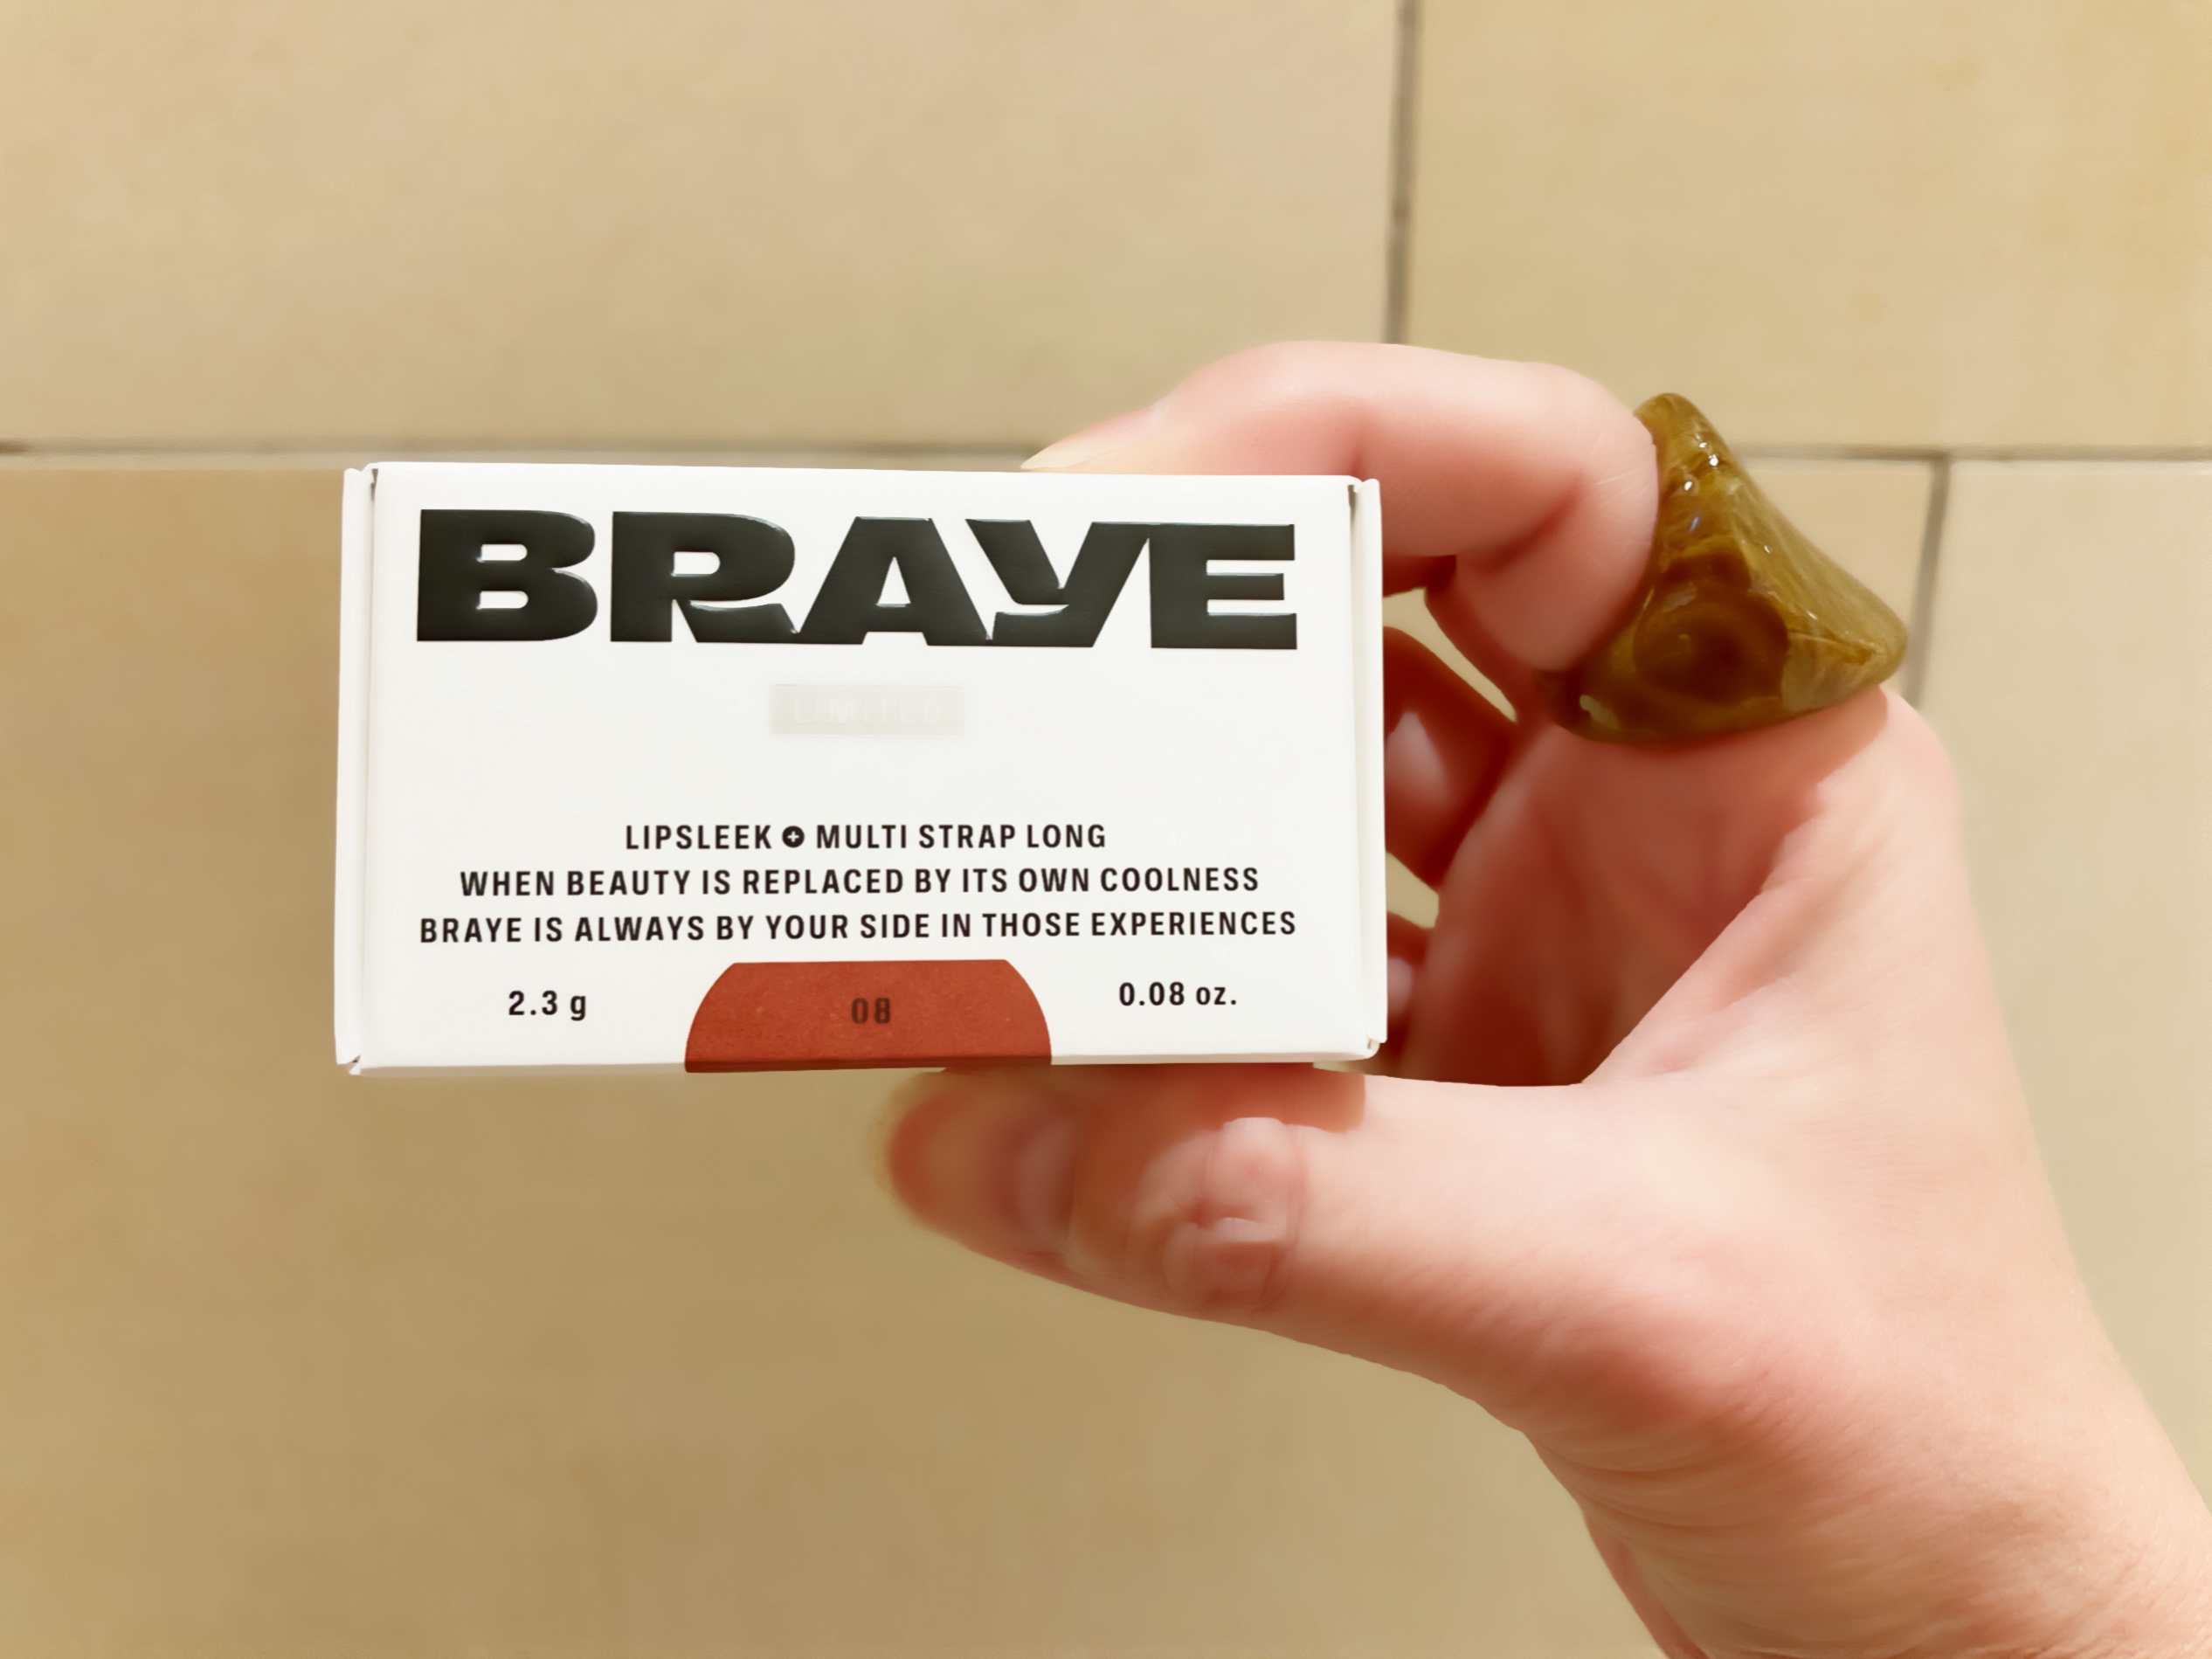 BRAYE
LIMITED
LIPSLEEK + MULTI STRAP LONG
WHEN BEAUTY IS REPLACED BY ITS OWN COOLNESS
BRAYE IS ALWAYS BY YOUR SIDE IN THOSE EXPERIENCES
2.3 g 08 0.08 oz.